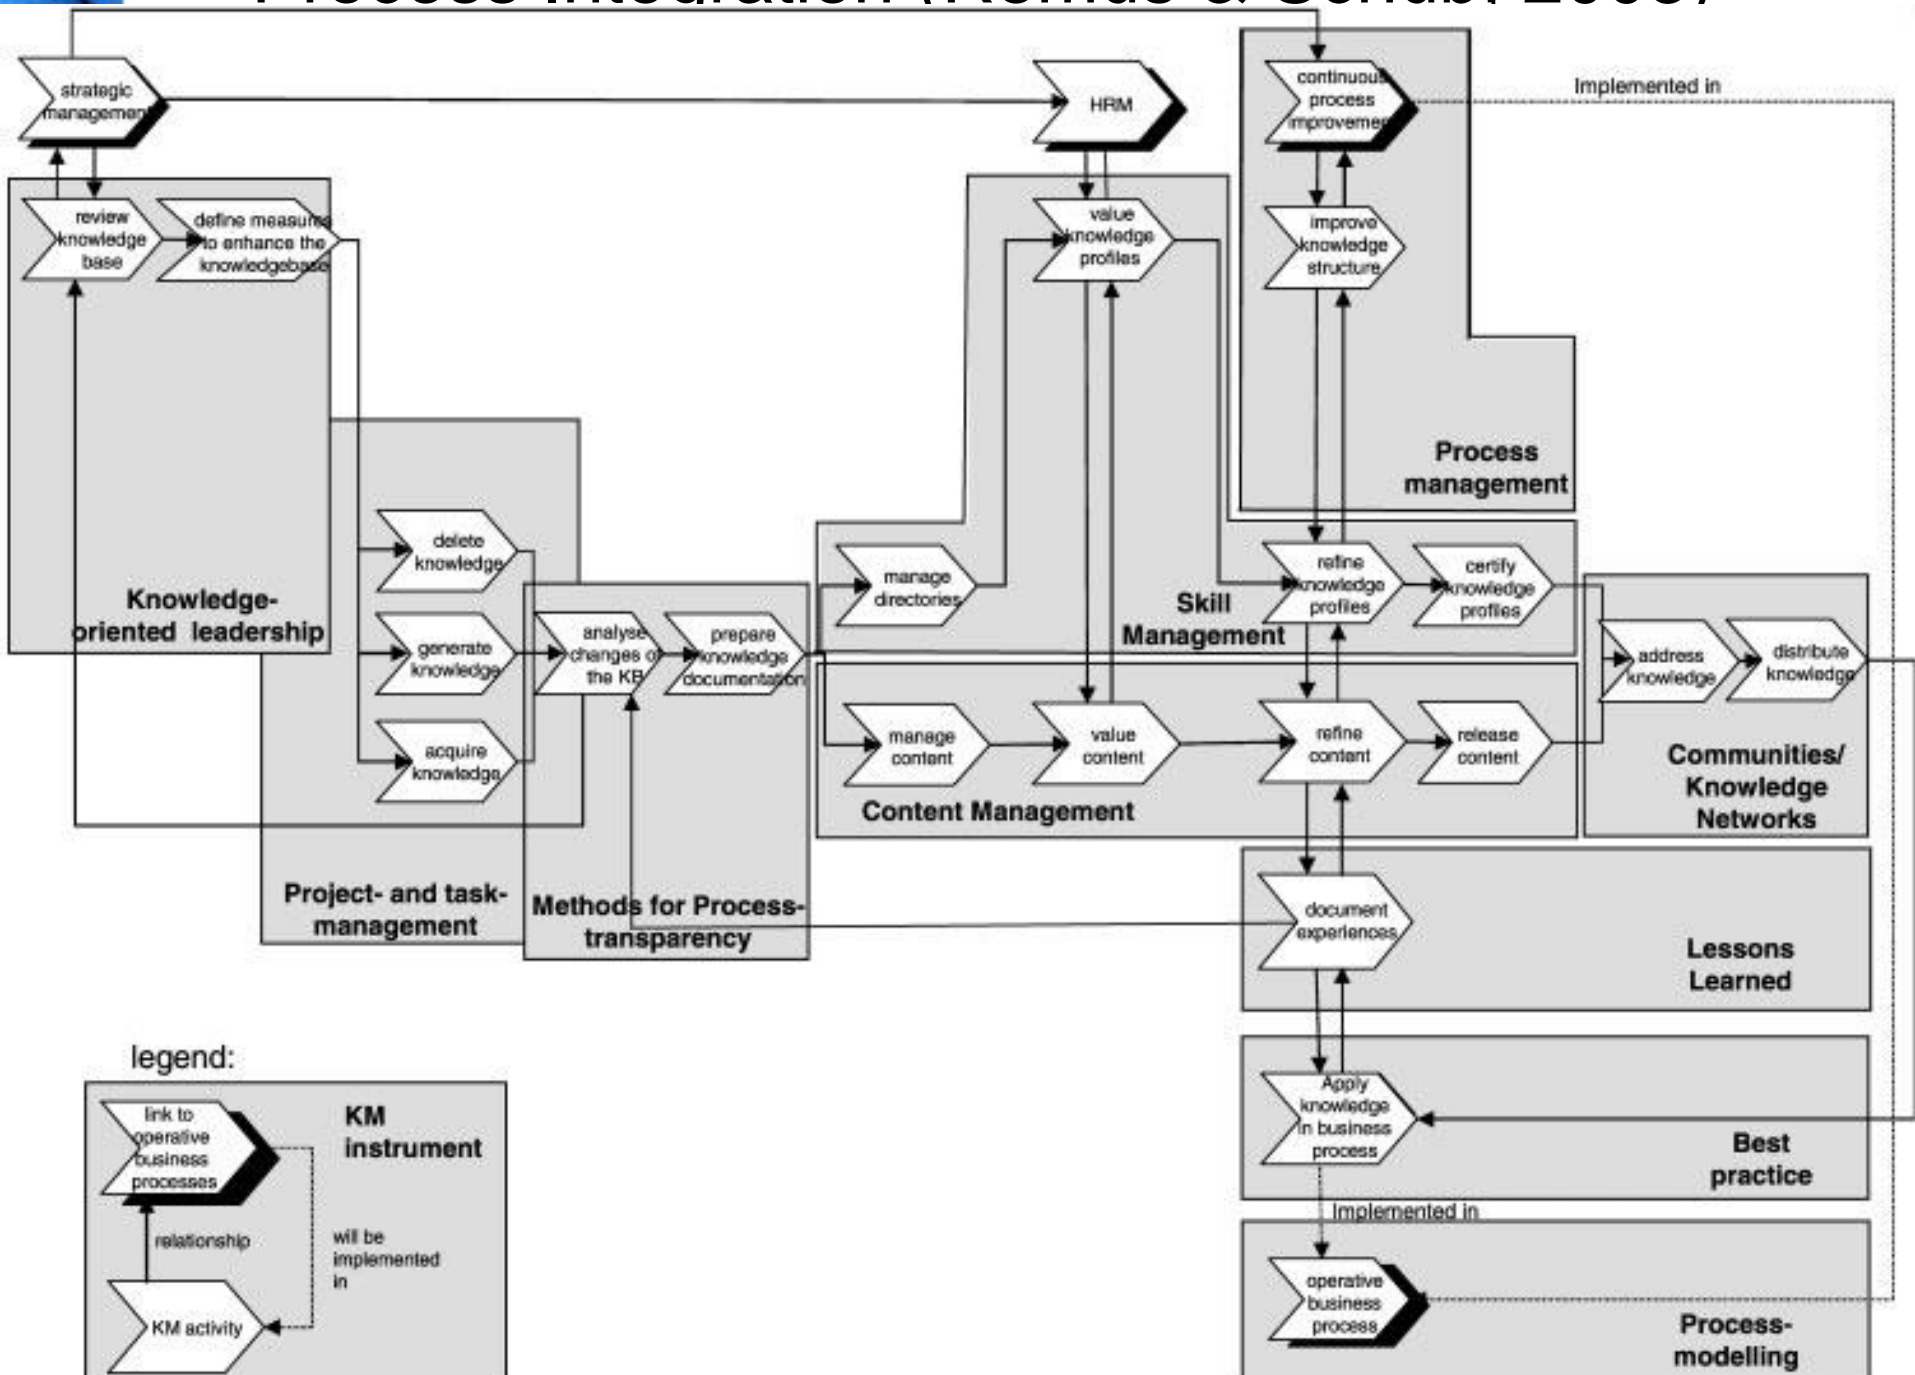 Process Integration (Remus & Schub, 2003)
strategic
management
HRM
continuous
process
improvement
Implemented in
review
knowledge
base
define measures
to enhance the
knowledgebase
value
knowledge
profiles
improve
knowledge
structure
Process
management
delete
knowledge
Knowledge-
oriented leadership
generate
knowledge
acquire
knowledge
analyse
changes of
the KB
prepare
knowledge
documentation
manage
directories
Skill
Management
refine
knowledge
profiles
certify
knowledge
profiles
address
knowledge
distribute
knowledge
manage
content
value
content
refine
content
release
content
Content Management
Communities/
Knowledge
Networks
Project- and task-
management
Methods for Process-
transparency
document
experiences
Lessons
Learned
Apply
knowledge
in business
process
Best
practice
Implemented in
operative
business
process
Process-
modelling
legend:
link to
operative
business
processes
KM
instrument
relationship
will be
implemented
in
KM activity